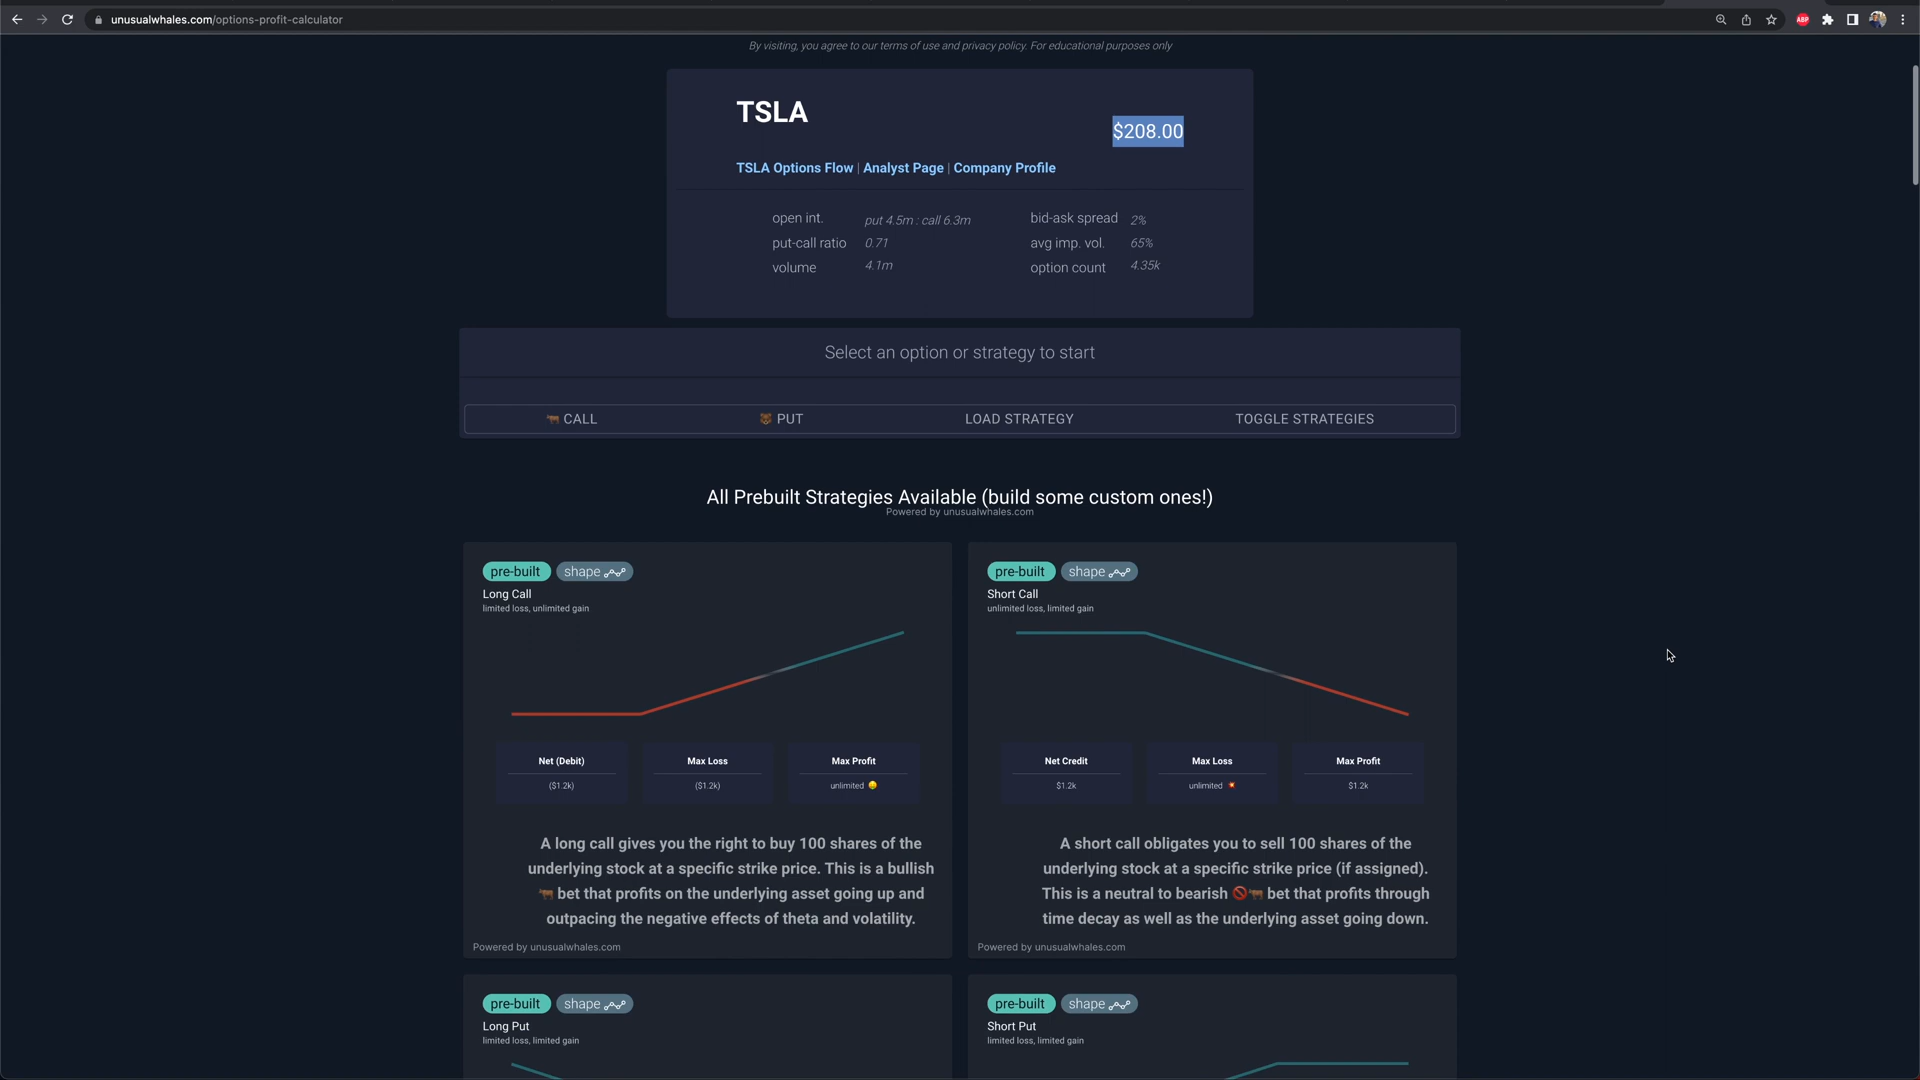 unusualwhales.com/options-profit-calculator
ABP
By visiting, you agree to our terms of use and privacy policy. For educational purposes only
TSLA
$208.00
TSLA Options Flow | Analyst Page | Company Profile
open int. put 4.5m : call 6.3m bid-ask spread 2%
put-call ratio 0.71 avg imp. vol. 65%
volume 4.1m option count 4.35k
Select an option or strategy to start
CALL PUT LOAD STRATEGY TOGGLE STRATEGIES
All Prebuilt Strategies Available (build some custom ones!)
Powered by unusualwhales.com
pre-built shape
Long Call
limited loss, unlimited gain
Net (Debit) Max Loss Max Profit
($1.2k) ($1.2k) unlimited
A long call gives you the right to buy 100 shares of the
underlying stock at a specific strike price. This is a bullish
bet that profits on the underlying asset going up and
outpacing the negative effects of theta and volatility.
Powered by unusualwhales.com
pre-built shape
Short Call
unlimited loss, limited gain
Net Credit Max Loss Max Profit
$1.2k unlimited $1.2k
A short call obligates you to sell 100 shares of the
underlying stock at a specific strike price (if assigned).
This is a neutral to bearish bet that profits through
time decay as well as the underlying asset going down.
Powered by unusualwhales.com
pre-built shape
Long Put
limited loss, limited gain
pre-built shape
Short Put
limited loss, limited gain